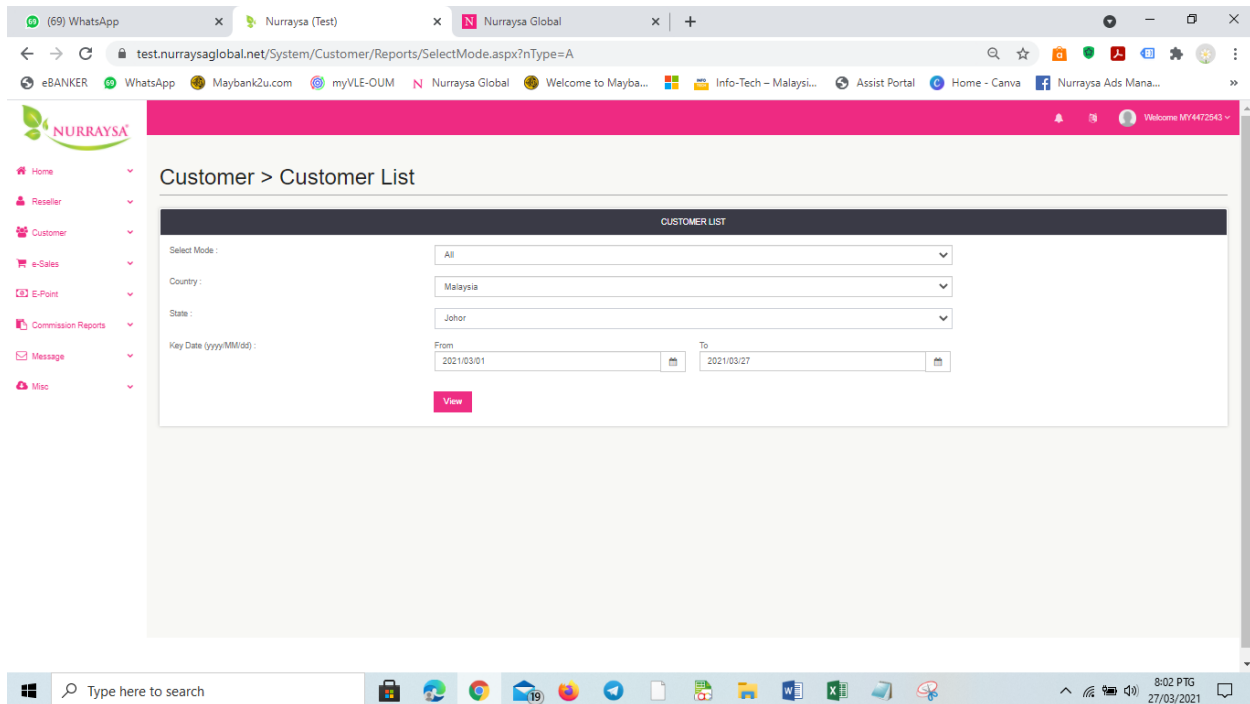 (69) WhatsApp
Nurraysa (Test)
Nurraysa Global
test.nurraysaglobal.net/System/Customer/Reports/SelectMode.aspx?nType=A
eBANKER WhatsApp Maybank2u.com myVLE-OUM Nurraysa Global Welcome to Mayba... Info-Tech – Malaysi... Assist Portal Home - Canva Nurraysa Ads Mana... »
NURRAYSA®
Welcome MY4472543
Home
Reseller
Customer
e-Sales
E-Point
Commission Reports
Message
Misc
Customer > Customer List
CUSTOMER LIST
Select Mode : All
Country : Malaysia
State : Johor
Key Date (yyyy/MM/dd) :
From To
2021/03/01 2021/03/27
View
Type here to search
19
8:02 PTG
27/03/2021